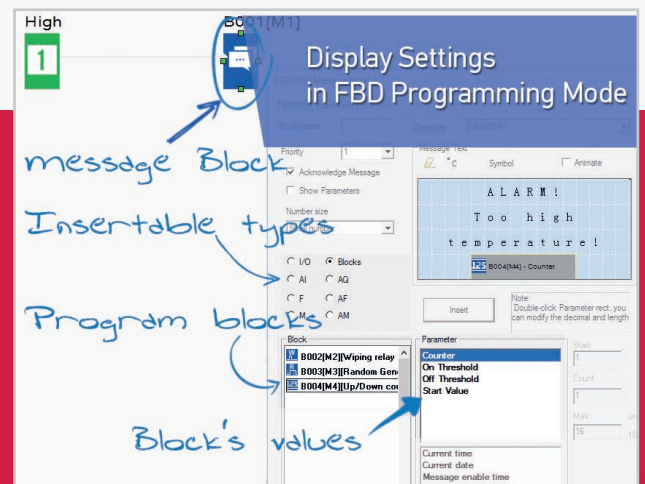 High
B001[M1]
1
Display Settings
in FBD Programming Mode
message Block
Priority
1
Message Text
Acknowledge Message
°C
Symbol
Animate
Show Parameters
ALARM!
Number size
Too high
Insertable types
temperature!
B004[M4] - Counter
I/O
Blocks
AI
AQ
F
AF
M
AM
Insert
Note:
Double-click Parameter rect, you
can modify the decimal and length
Program blocks
Block
Parameter
Start:
B002[M2][Wiping relay
Counter
1
B003[M3][Random Gen
On Threshold
B004[M4][Up/Down co
Off Threshold
Count:
Start Value
1
Block's values
Max:
16
Current time
Current date
Message enable time